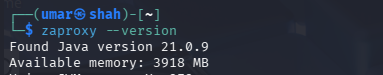 ┌──(umar㉿shah)-[~]
└─$ zaproxy --version
Found Java version 21.0.9
Available memory: 3918 MB